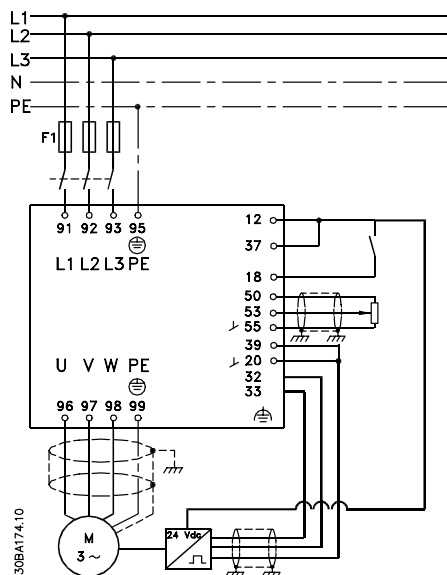 L1
L2
L3
N
PE
F1
91 92 93 95
L1 L2 L3 PE
12
37
18
50
53
55
39
20
32
33
U V W PE
96 97 98 99
M
3 ~
24 Vdc
30BA174.10